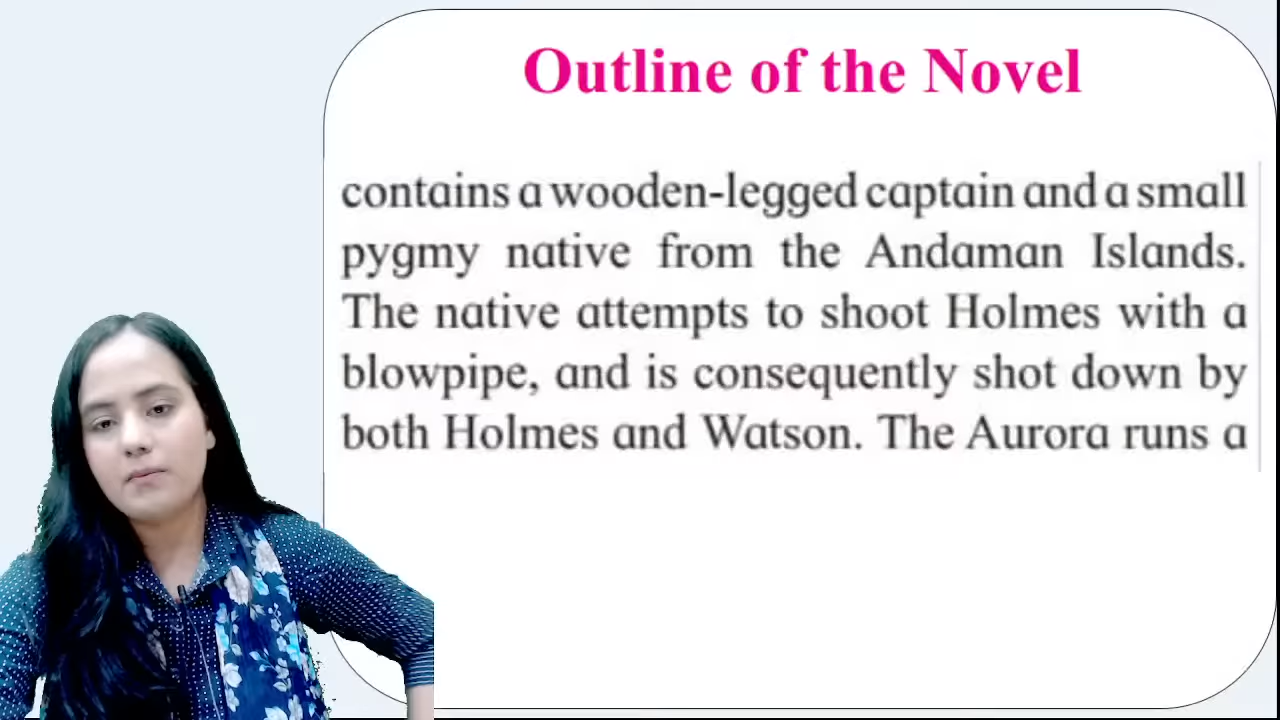 Outline of the Novel
contains a wooden-legged captain and a small
pygmy native from the Andaman Islands.
The native attempts to shoot Holmes with a
blowpipe, and is consequently shot down by
both Holmes and Watson. The Aurora runs a